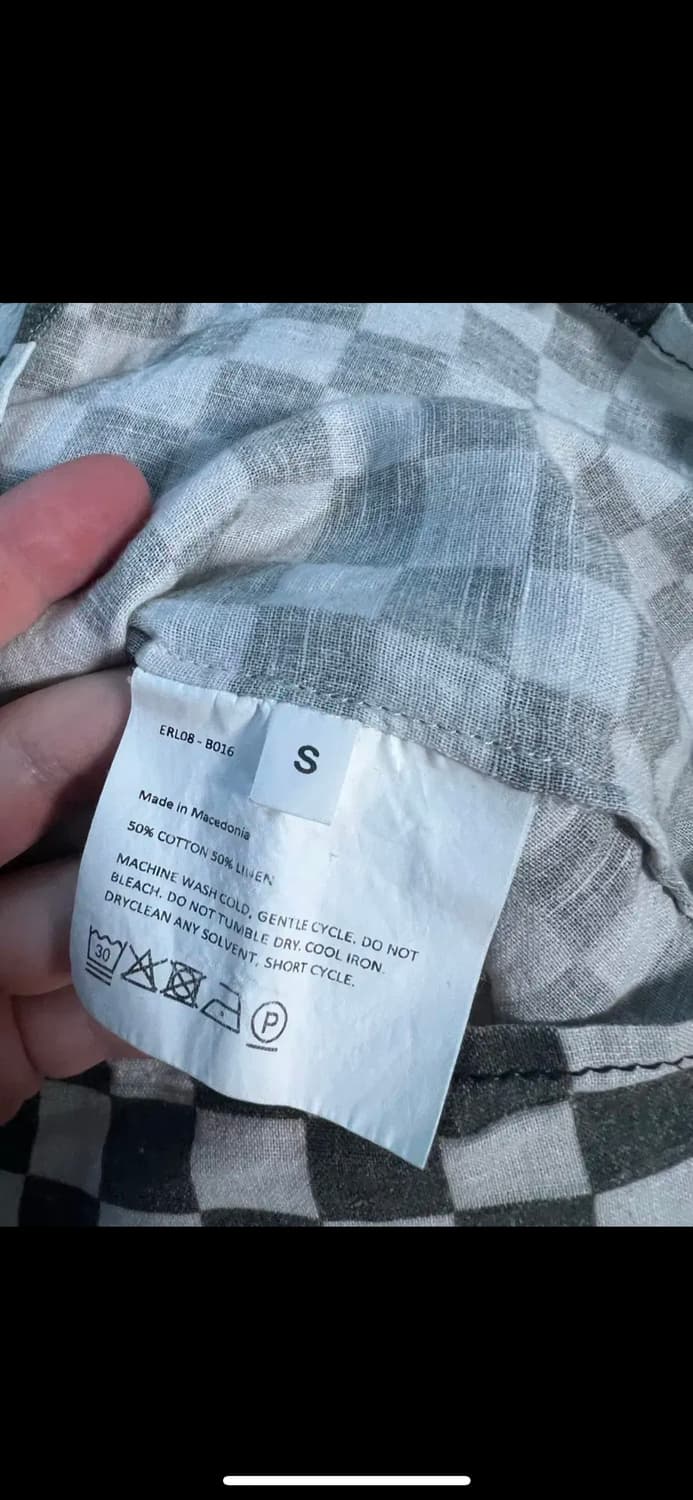 ERL08 - B016
S
Made in Macedonia
50% COTTON 50% LINEN
MACHINE WASH COLD, GENTLE CYCLE. DO NOT
BLEACH. DO NOT TUMBLE DRY. COOL IRON.
DRYCLEAN ANY SOLVENT, SHORT CYCLE.
30
P